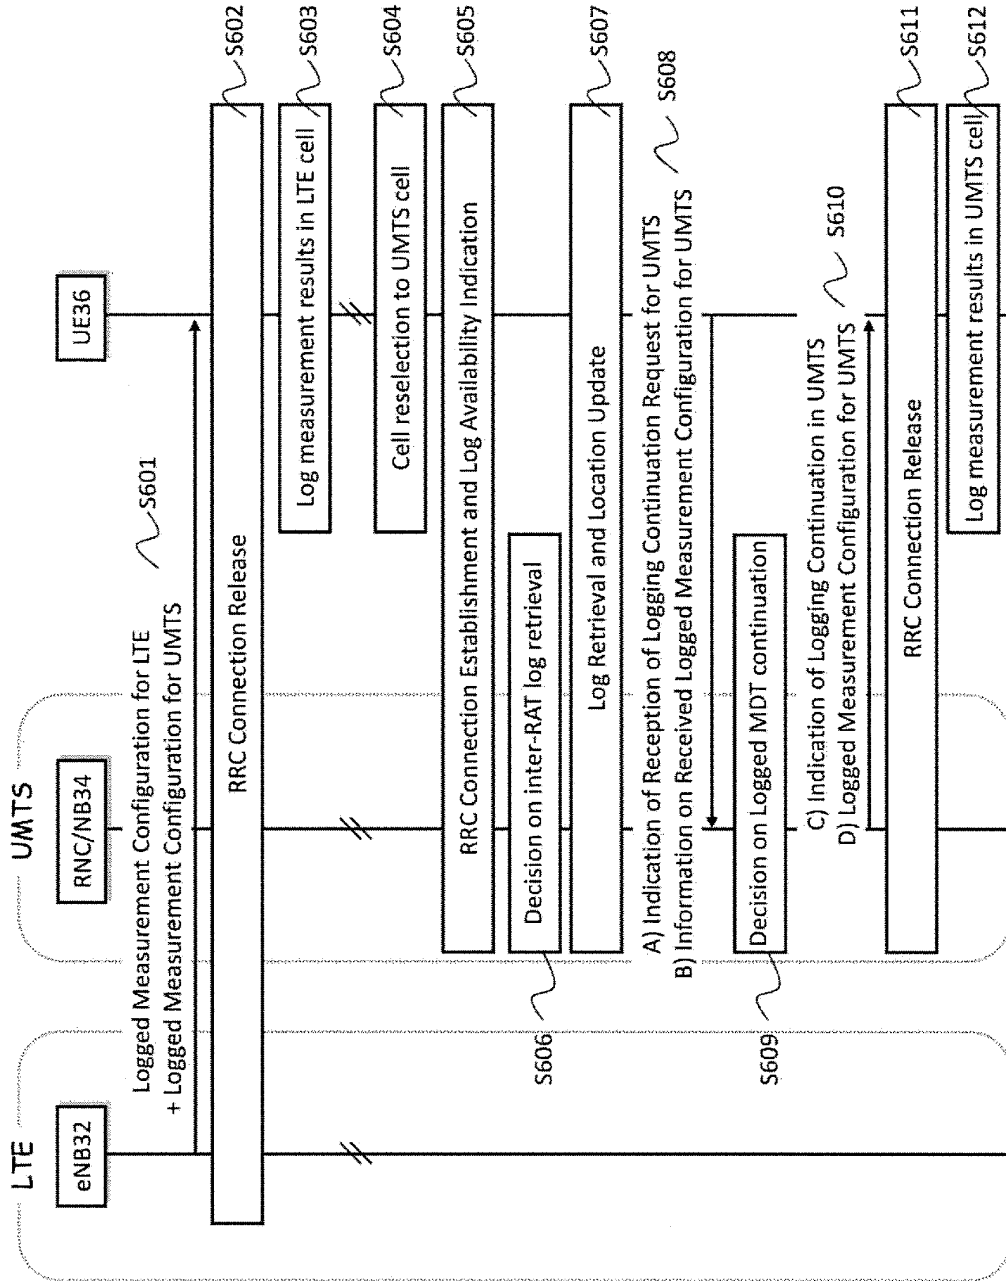 LTE
UMTS
eNB32
RNC/NB34
UE36
Logged Measurement Configuration for LTE
+ Logged Measurement Configuration for UMTS
S601
RRC Connection Release
S602
Log measurement results in LTE cell
S603
Cell reselection to UMTS cell
S604
RRC Connection Establishment and Log Availability Indication
S605
Decision on inter-RAT log retrieval
S606
Log Retrieval and Location Update
S607
A) Indication of Reception of Logging Continuation Request for UMTS
B) Information on Received Logged Measurement Configuration for UMTS
S608
Decision on Logged MDT continuation
S609
C) Indication of Logging Continuation in UMTS
D) Logged Measurement Configuration for UMTS
S610
RRC Connection Release
S611
Log measurement results in UMTS cell
S612